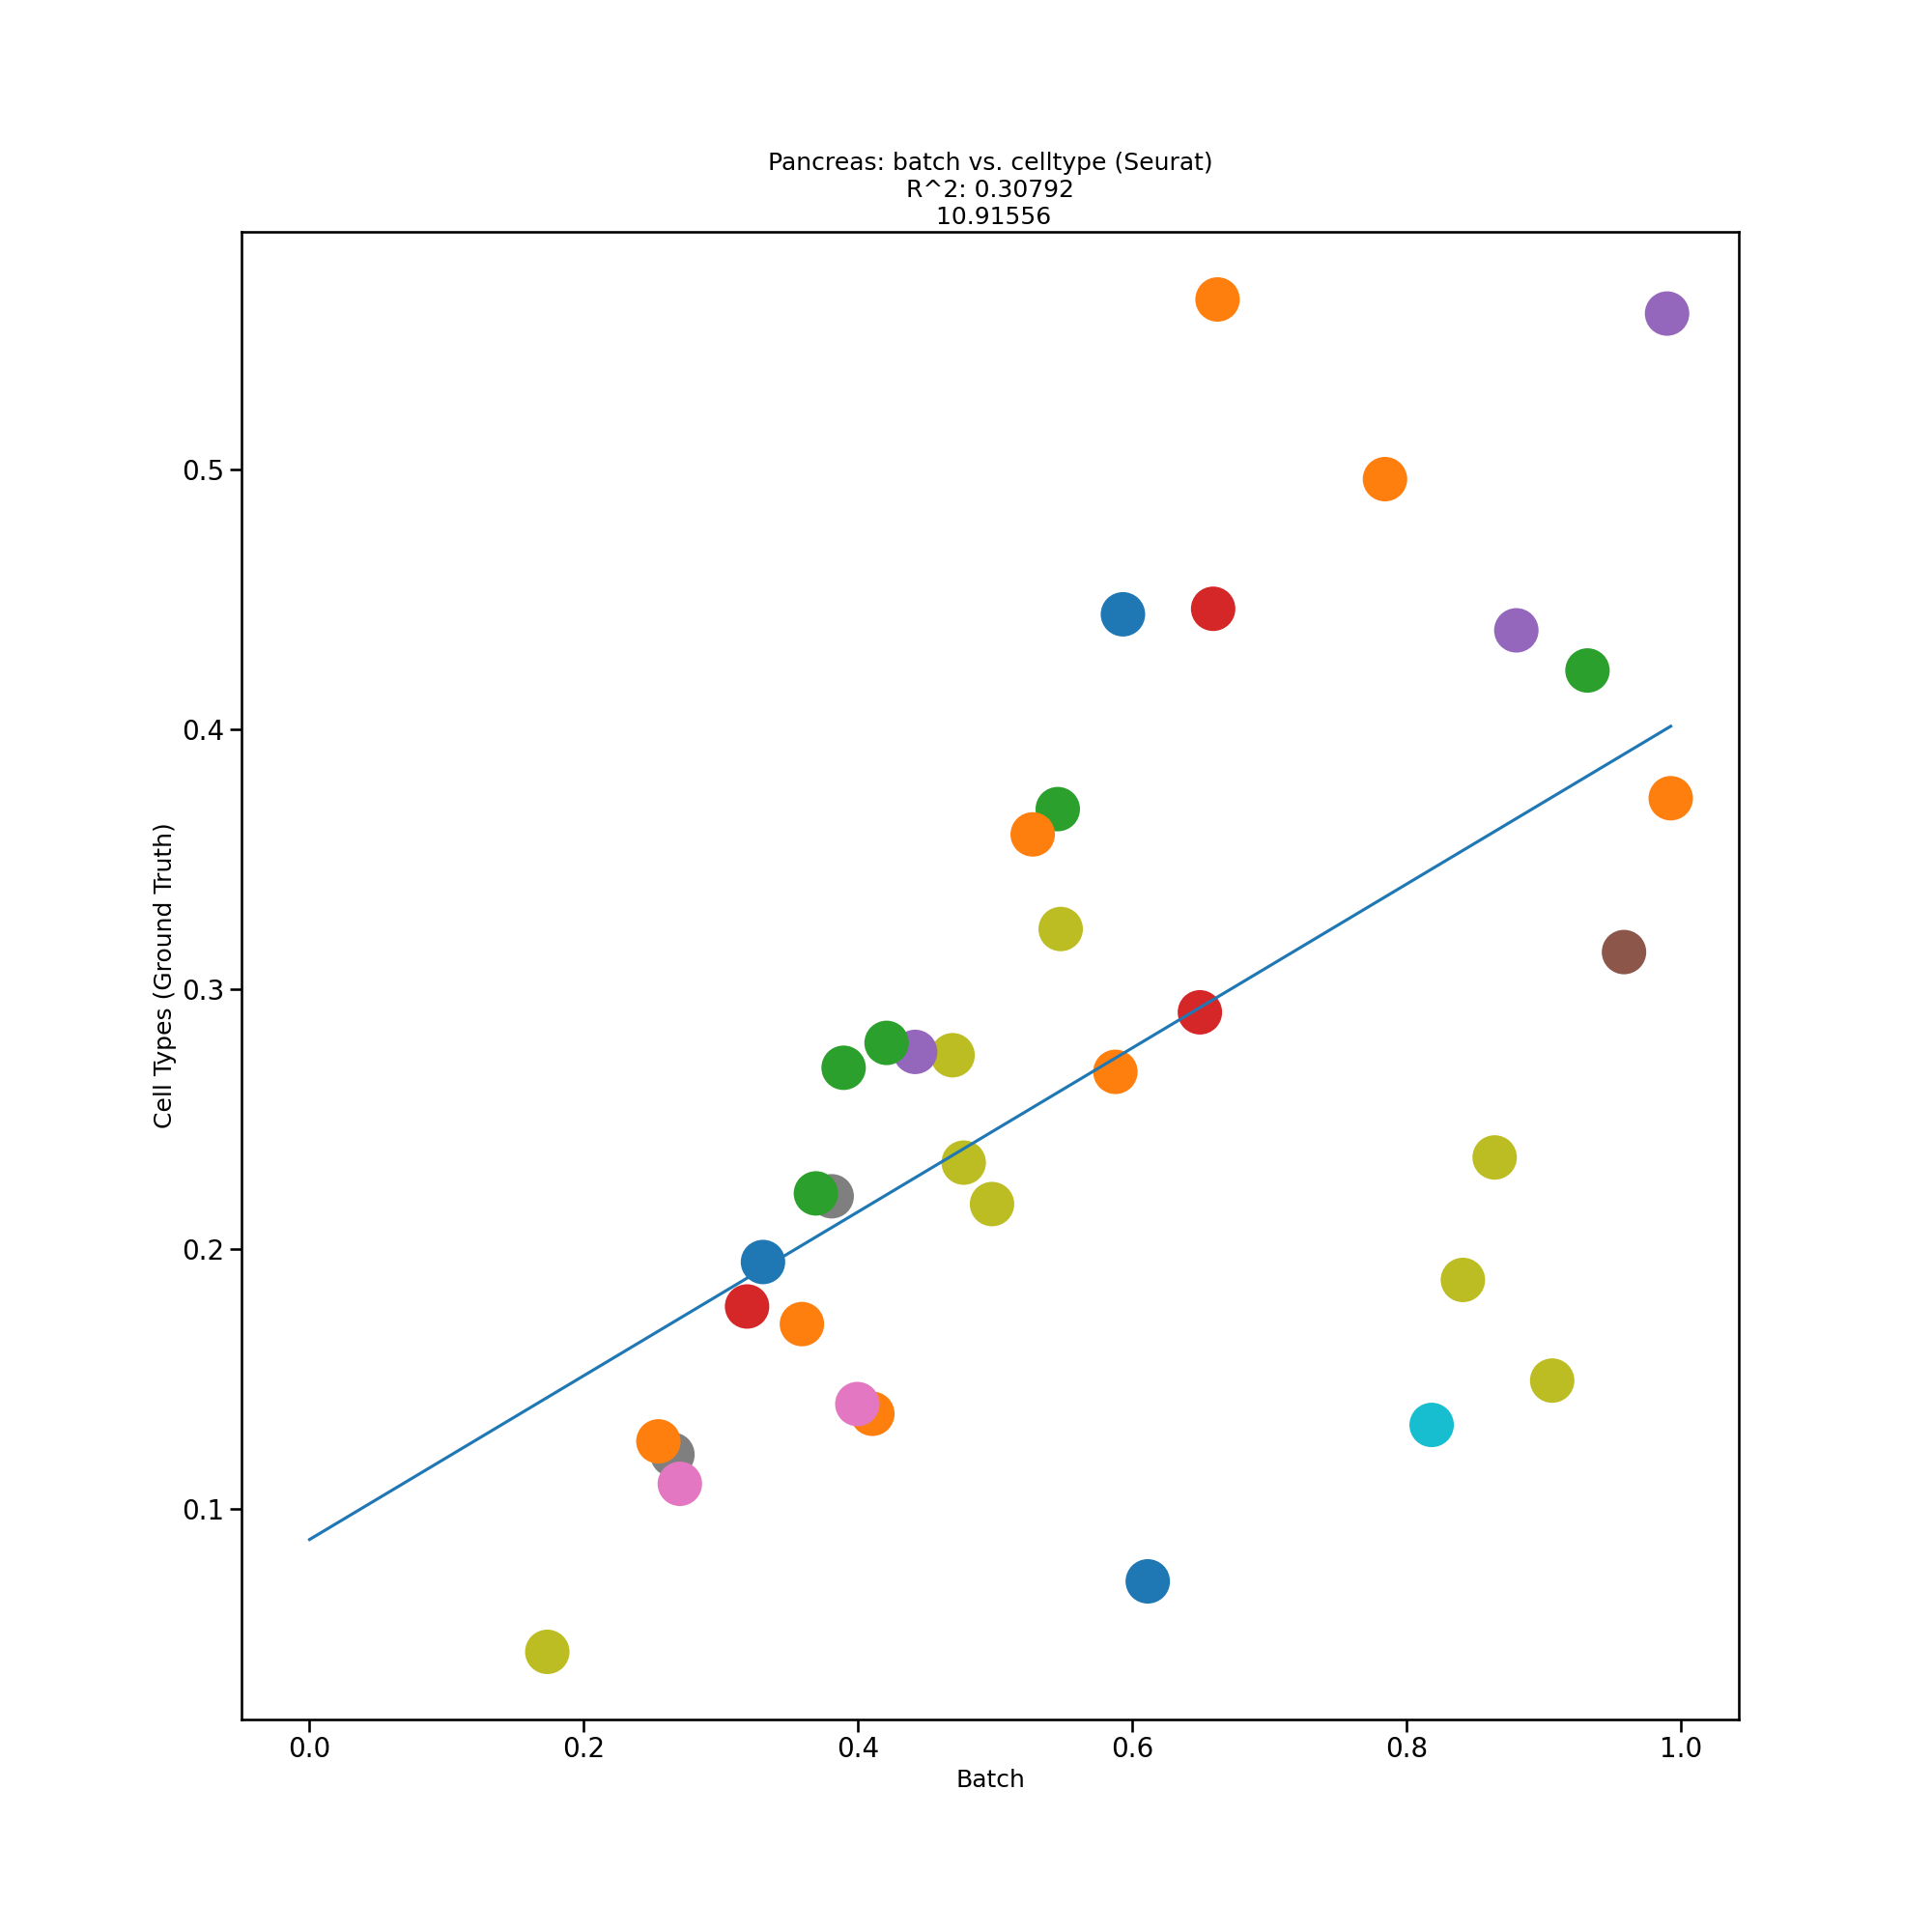 Pancreas: batch vs. celltype (Seurat)
R^2: 0.30792
10.91556
Cell Types (Ground Truth)
0.5
0.4
0.3
0.2
0.1
0.0 0.2 0.4 0.6 0.8 1.0
Batch